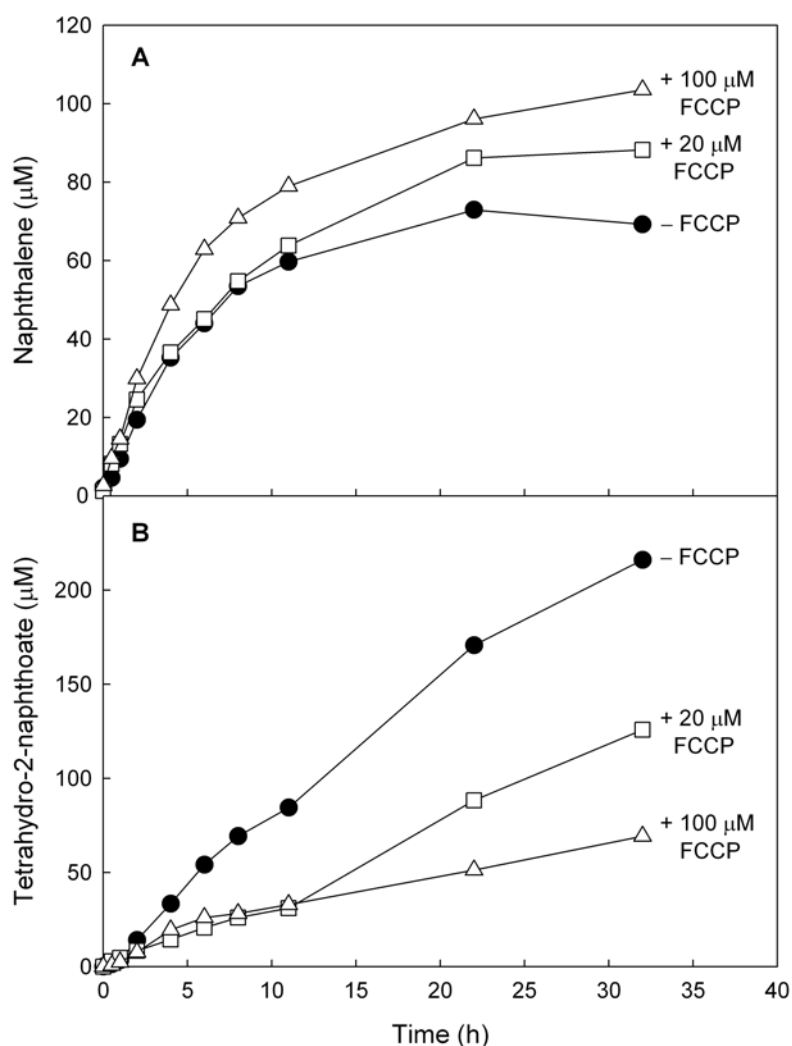 120
A
100
80
60
40
20
0
Naphthalene (μM)
+ 100 μM
FCCP
+ 20 μM
FCCP
– FCCP
B
200
150
100
50
0
Tetrahydro-2-naphthoate (μM)
– FCCP
+ 20 μM
FCCP
+ 100 μM
FCCP
0 5 10 15 20 25 30 35 40
Time (h)